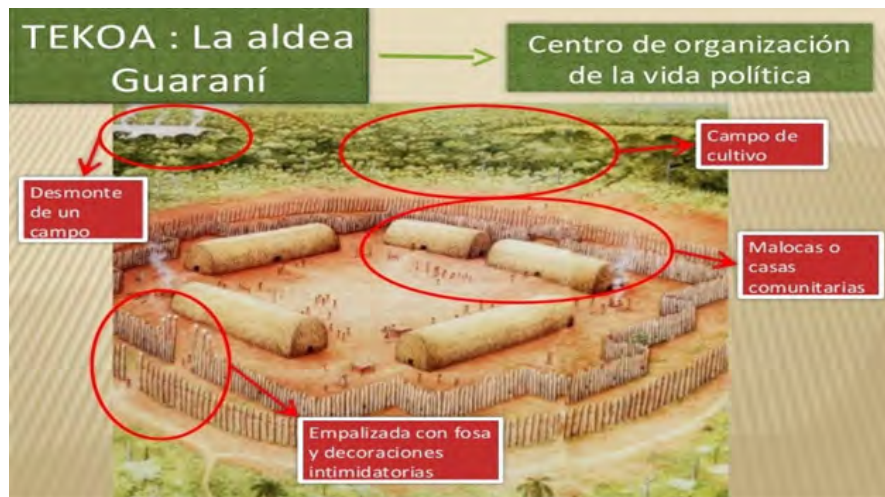 TEKOA : La aldea
Guaraní
Centro de organización
de la vida política
Campo de
cultivo
Desmonte
de un
campo
Malocas o
casas
comunitarias
Empalizada con fosa
y decoraciones
intimidatorias